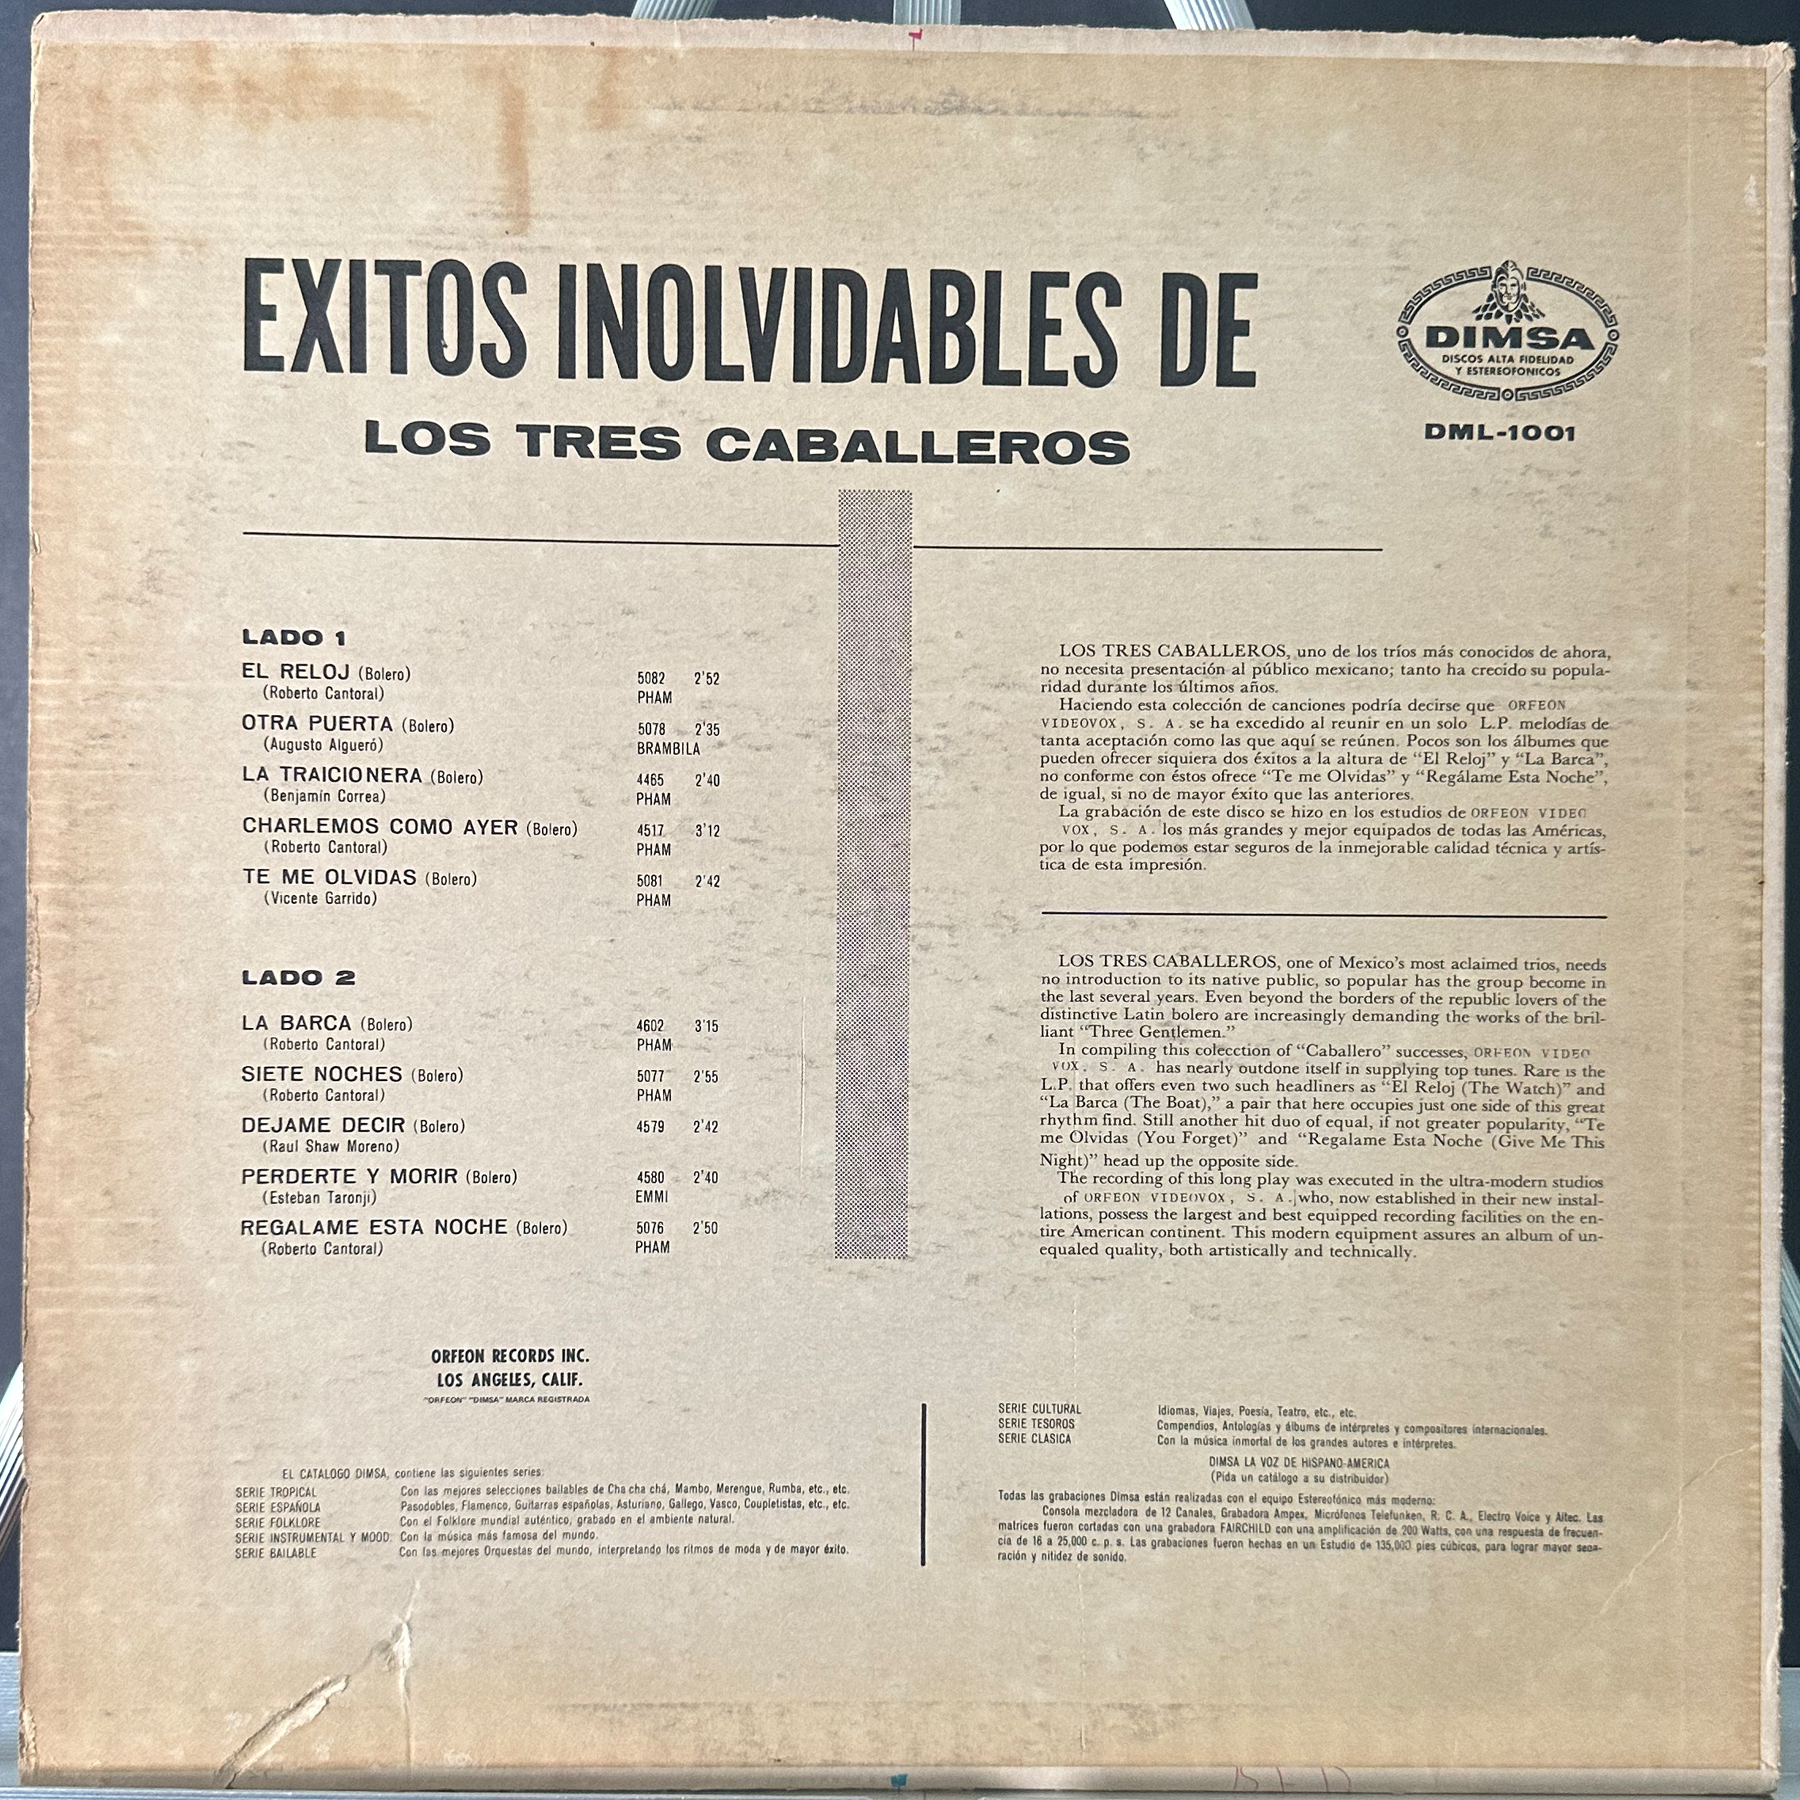 EXITOS INOLVIDABLES DE
LOS TRES CABALLEROS
DIMSA
DISCOS ALTA FIDELIDAD
Y ESTEREOFONICOS
DML-1001
LADO 1
EL RELOJ (Bolero) 5082 2'52
(Roberto Cantoral) PHAM
OTRA PUERTA (Bolero) 5078 2'35
(Augusto Algueró) BRAMBILA
LA TRAICIONERA (Bolero) 4465 2'40
(Benjamín Correa) PHAM
CHARLEMOS COMO AYER (Bolero) 4517 3'12
(Roberto Cantoral) PHAM
TE ME OLVIDAS (Bolero) 5081 2'42
(Vicente Garrido) PHAM
LADO 2
LA BARCA (Bolero) 4602 3'15
(Roberto Cantoral) PHAM
SIETE NOCHES (Bolero) 5077 2'55
(Roberto Cantoral) PHAM
DEJAME DECIR (Bolero) 4579 2'42
(Raul Shaw Moreno)
PERDERTE Y MORIR (Bolero) 4580 2'40
(Esteban Taronji) EMMI
REGALAME ESTA NOCHE (Bolero) 5076 2'50
(Roberto Cantoral) PHAM
LOS TRES CABALLEROS, uno de los tríos más conocidos de ahora,
no necesita presentación al público mexicano; tanto ha crecido su popula-
ridad durante los últimos años.
Haciendo esta colección de canciones podría decirse que ORFEON
VIDEOVOX, S. A. se ha excedido al reunir en un solo L.P. melodías de
tanta aceptación como las que aquí se reúnen. Pocos son los álbumes que
pueden ofrecer siquiera dos éxitos a la altura de “El Reloj” y “La Barca”,
no conforme con éstos ofrece “Te me Olvidas” y “Regálame Esta Noche”,
de igual, si no de mayor éxito que las anteriores.
La grabación de este disco se hizo en los estudios de ORFEON VIDEO
VOX, S. A. los más grandes y mejor equipados de todas las Américas,
por lo que podemos estar seguros de la inmejorable calidad técnica y artís-
tica de esta impresión.
LOS TRES CABALLEROS, one of Mexico’s most aclaimed trios, needs
no introduction to its native public, so popular has the group become in
the last several years. Even beyond the borders of the republic lovers of the
distinctive Latin bolero are increasingly demanding the works of the bril-
liant “Three Gentlemen.”
In compiling this colecction of “Caballero” successes, ORFEON VIDEO
VOX. S. A. has nearly outdone itself in supplying top tunes. Rare is the
L.P. that offers even two such headliners as “El Reloj (The Watch)” and
“La Barca (The Boat),” a pair that here occupies just one side of this great
rhythm find. Still another hit duo of equal, if not greater popularity, “Te
me Olvidas (You Forget)” and “Regalame Esta Noche (Give Me This
Night)” head up the opposite side.
The recording of this long play was executed in the ultra-modern studios
of ORFEON VIDEOVOX, S. A. who, now established in their new instal-
lations, possess the largest and best equipped recording facilities on the en-
tire American continent. This modern equipment assures an album of un-
equaled quality, both artistically and technically.
ORFEON RECORDS INC.
LOS ANGELES, CALIF.
"ORFEON" "DIMSA" MARCA REGISTRADA
EL CATALOGO DIMSA, contiene las siguientes series:
SERIE TROPICAL Con las mejores selecciones bailables de Cha cha chá, Mambo, Merengue, Rumba, etc., etc.
SERIE ESPAÑOLA Pasodobles, Flamenco, Guitarras españolas, Asturiano, Gallego, Vasco, Coupletistas, etc., etc.
SERIE FOLKLORE Con el Folklore mundial auténtico, grabado en el ambiente natural.
SERIE INSTRUMENTAL Y MOOD: Con la música más famosa del mundo.
SERIE BAILABLE Con las mejores Orquestas del mundo, interpretando los ritmos de moda y de mayor éxito.
SERIE CULTURAL Idiomas, Viajes, Poesía, Teatro, etc., etc.
SERIE TESOROS Compendios, Antologías y álbums de intérpretes y compositores internacionales.
SERIE CLASICA Con la música inmortal de los grandes autores e intérpretes.
DIMSA LA VOZ DE HISPANO-AMERICA
(Pida un catálogo a su distribuidor)
Todas las grabaciones Dimsa están realizadas con el equipo Estereofónico más moderno:
Consola mezcladora de 12 Canales, Grabadora Ampex, Micrófonos Telefunken, R. C. A., Electro Voice y Altec. Las
matrices fueron cortadas con una grabadora FAIRCHILD con una amplificación de 200 Watts, con una respuesta de frecuen-
cia de 16 a 25,000 c. p. s. Las grabaciones fueron hechas en un Estudio de 135,000 pies cúbicos, para lograr mayor sepa-
ración y nitidez de sonido.